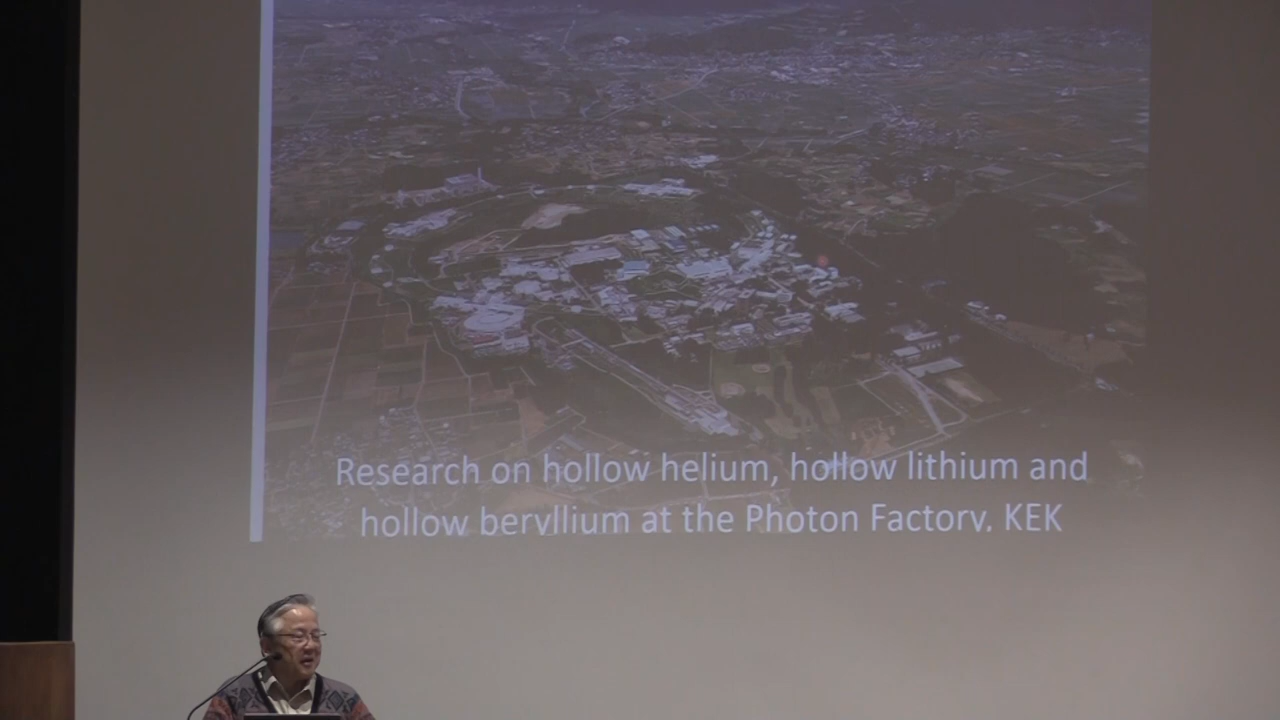 Research on hollow helium, hollow lithium and
hollow beryllium at the Photon Factory, KEK